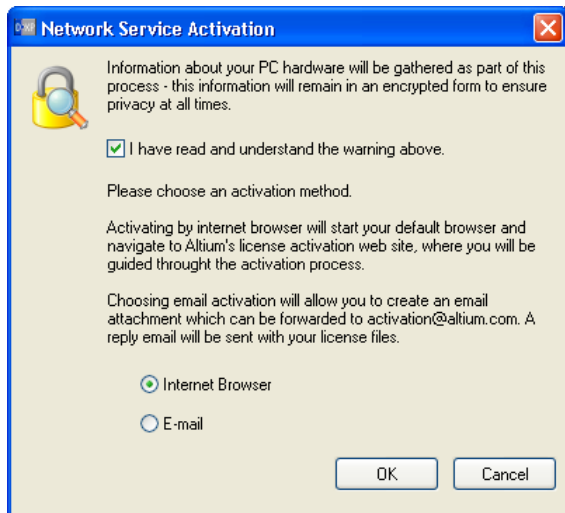 DXP Network Service Activation
Information about your PC hardware will be gathered as part of this
process - this information will remain in an encrypted form to ensure
privacy at all times.
I have read and understand the warning above.
Please choose an activation method.
Activating by internet browser will start your default browser and
navigate to Altium's license activation web site, where you will be
guided throught the activation process.
Choosing email activation will allow you to create an email
attachment which can be forwarded to activation@altium.com. A
reply email will be sent with your license files.
Internet Browser
E-mail
OK Cancel